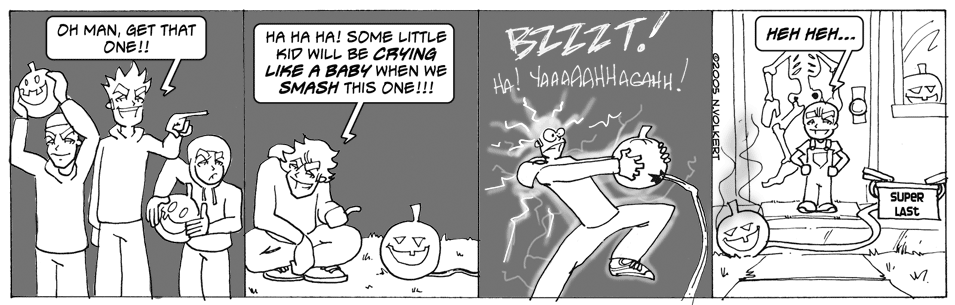 OH MAN, GET THAT
ONE!!
HA HA HA! SOME LITTLE
KID WILL BE CRYING
LIKE A BABY WHEN WE
SMASH THIS ONE!!!
BZZZT!
HA! YAAAAAHHAGAHH!
©2005 N.VOLKERT
HEH HEH...
SUPER
LAST